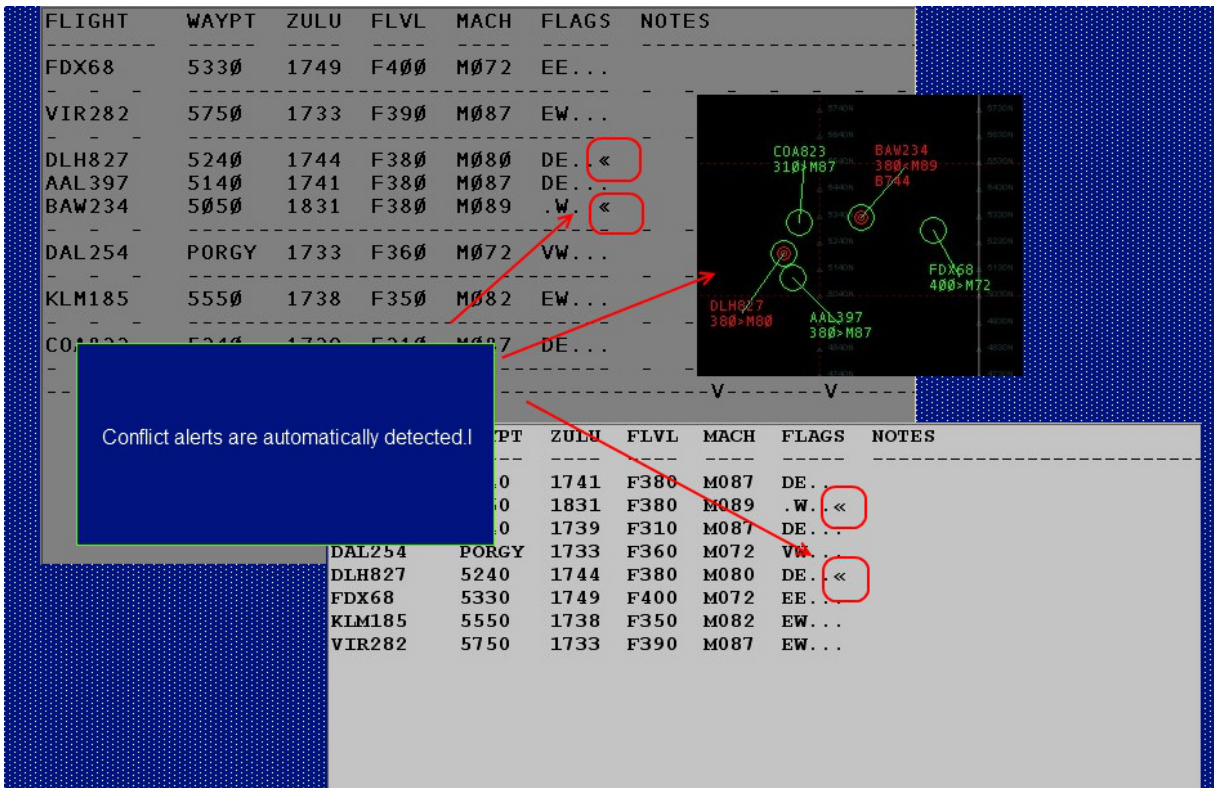 FLIGHT WAYPT ZULU FLVL MACH FLAGS NOTES
FDX68 5330 1749 F400 M072 EE...
VIR282 5750 1733 F390 M087 EW...
DLH827 5240 1744 F380 M080 DE..«
AAL397 5140 1741 F380 M087 DE...
BAW234 5050 1831 F380 M089 .W..«
DAL254 PORGY 1733 F360 M072 VW...
KLM185 5550 1738 F350 M082 EW...
DE...
COA823
310>M87
BAW234
380<M89
B744
FDX68
400>M72
DLH827
380>M80
AAL397
380>M87
V V
Conflict alerts are automatically detected.
ZULU FLVL MACH FLAGS NOTES
1741 F380 M087 DE...
1831 F380 M089 .W..«
1739 F310 M087 DE...
DAL254 PORGY 1733 F360 M072 VW...
DLH827 5240 1744 F380 M080 DE..«
FDX68 5330 1749 F400 M072 EE...
KLM185 5550 1738 F350 M082 EW...
VIR282 5750 1733 F390 M087 EW...